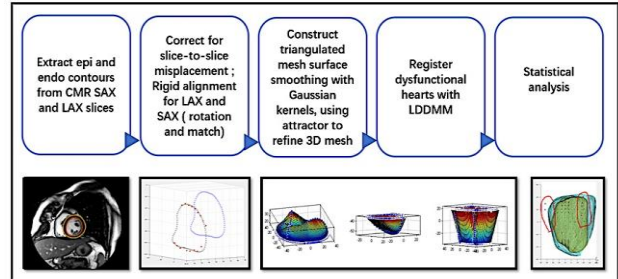 Extract epi and
endo contours
from CMR SAX
and LAX slices
Correct for
slice-to-slice
misplacement ;
Rigid alignment
for LAX and
SAX ( rotation
and match)
Construct
triangulated
mesh surface
smoothing with
Gaussian
kernels, using
attractor to
refine 3D mesh
Register
dysfunctional
hearts with
LDDMM
Statistical
analysis